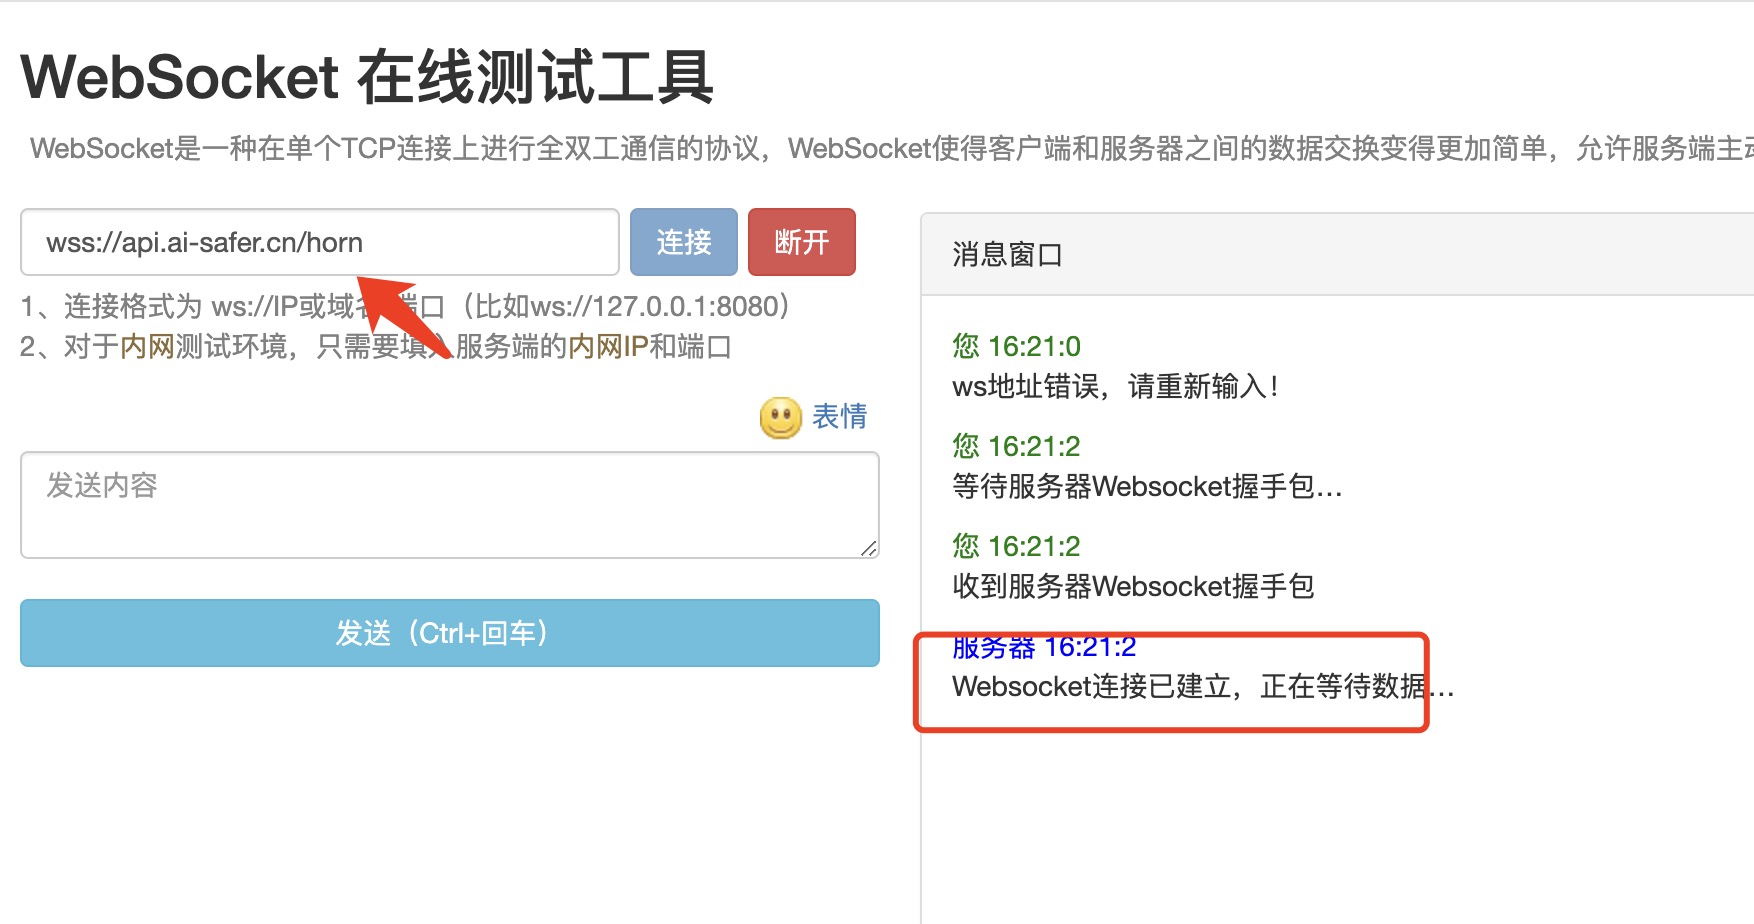 WebSocket 在线测试工具
WebSocket是一种在单个TCP连接上进行全双工通信的协议，WebSocket使得客户端和服务器之间的数据交换变得更加简单，允许服务端主动
wss://api.ai-safer.cn/horn
连接
断开
1、连接格式为 ws://IP或域名端口（比如ws://127.0.0.1:8080）
2、对于内网测试环境，只需要填入服务端的内网IP和端口
表情
发送内容
发送（Ctrl+回车）
消息窗口
您 16:21:0
ws地址错误，请重新输入！
您 16:21:2
等待服务器Websocket握手包...
您 16:21:2
收到服务器Websocket握手包
服务器 16:21:2
Websocket连接已建立，正在等待数据...